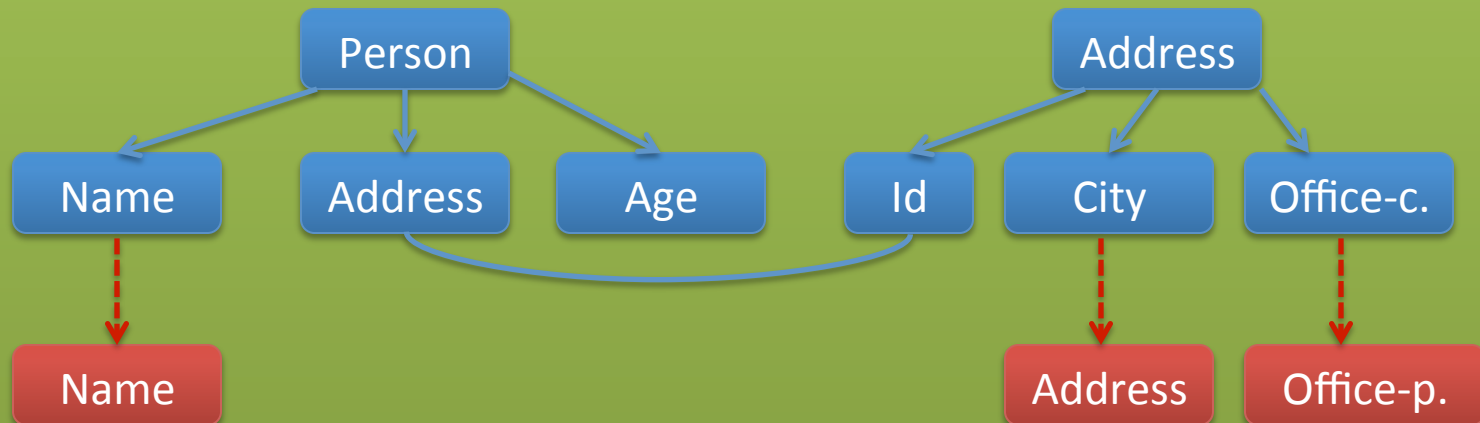 Person
Address
Name
Address
Age
Id
City
Office-c.
Name
Address
Office-p.